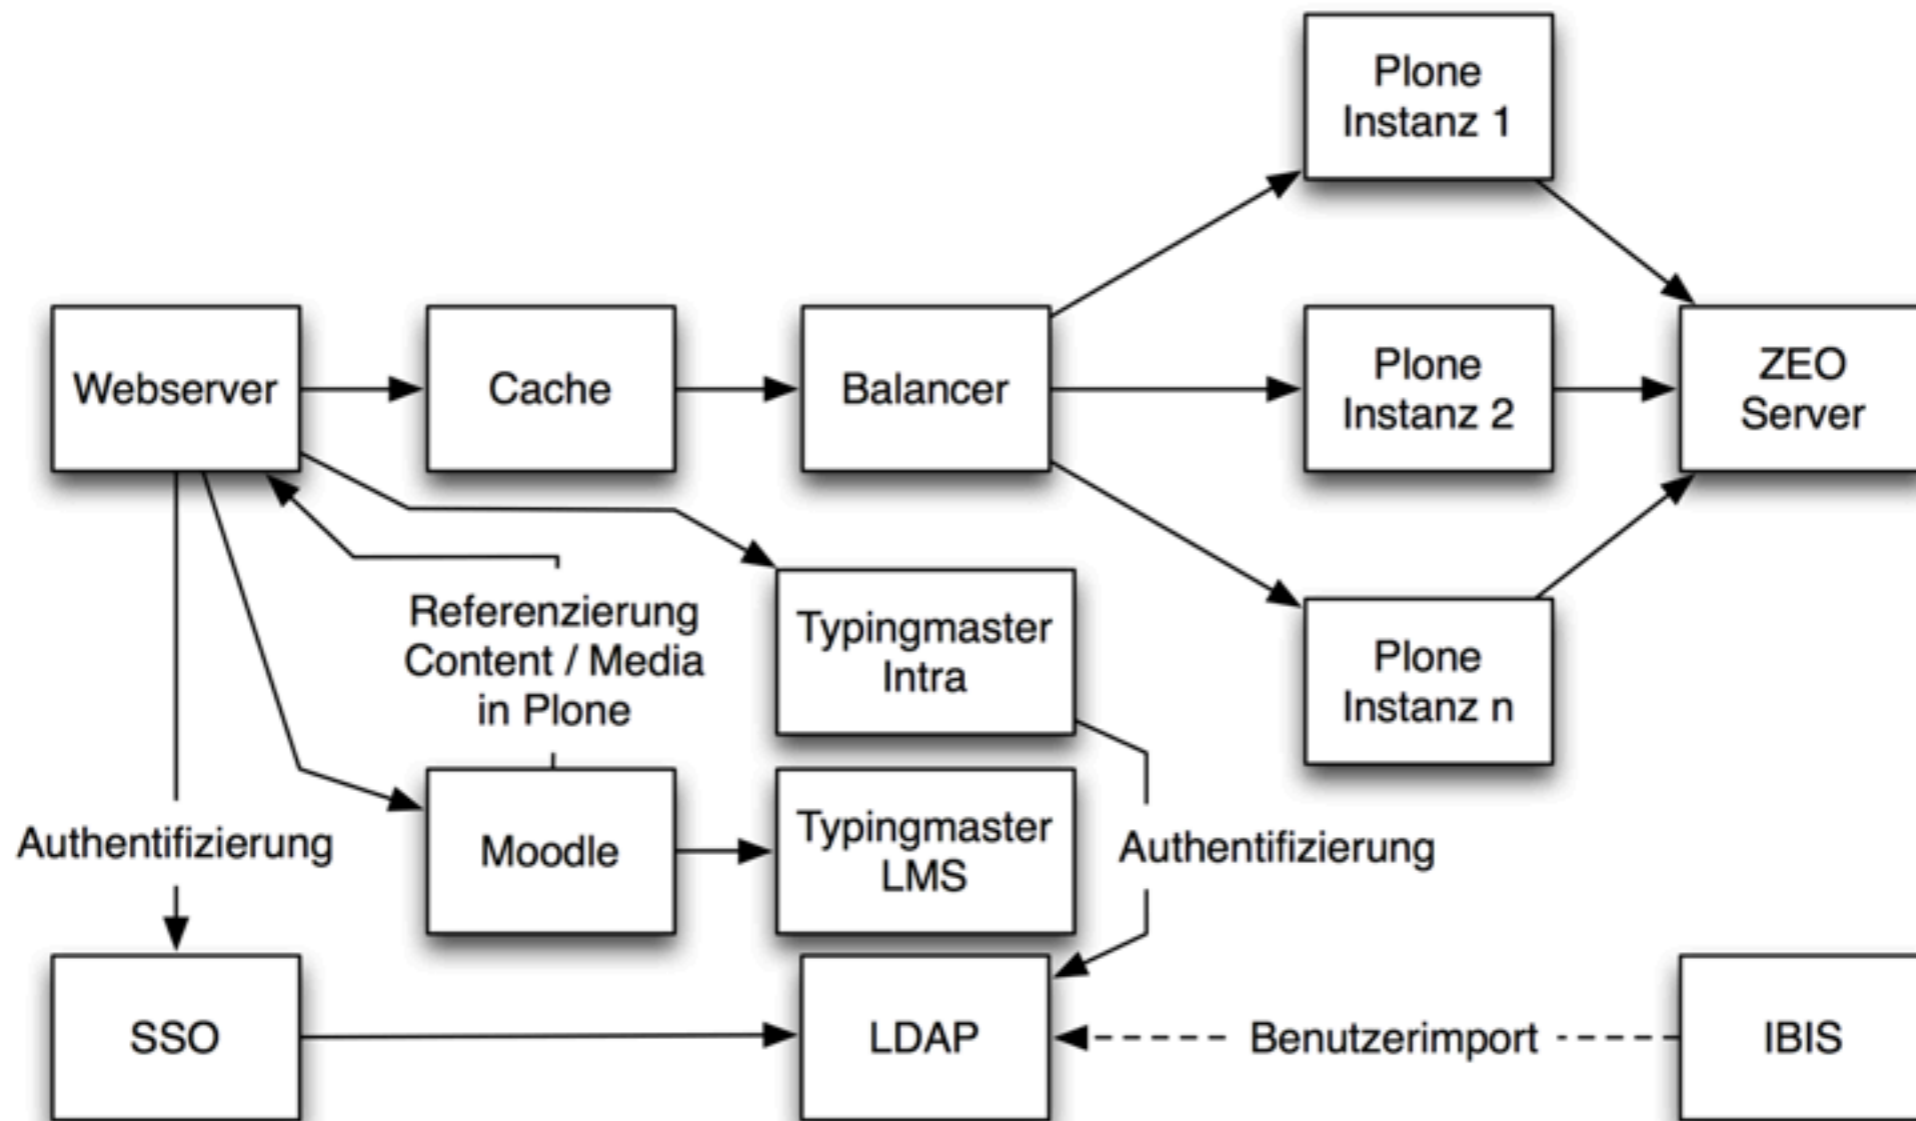 Plone
Instanz 1
Webserver
Cache
Balancer
Plone
Instanz 2
ZEO
Server
Referenzierung
Content / Media
in Plone
Typingmaster
Intra
Plone
Instanz n
Authentifizierung
Moodle
Typingmaster
LMS
Authentifizierung
SSO
LDAP
Benutzerimport
IBIS